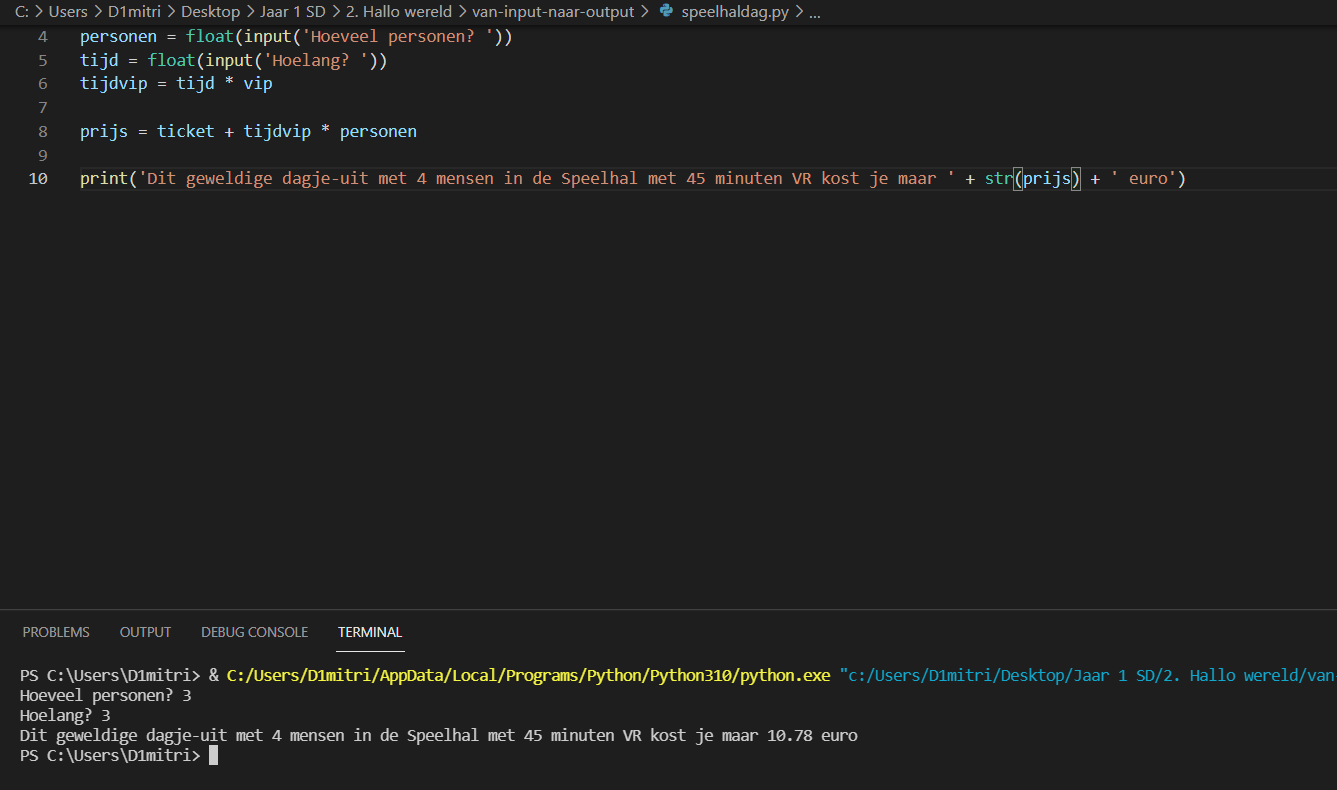 C: > Users > D1mitri > Desktop > Jaar 1 SD > 2. Hallo wereld > van-input-naar-output > speelhaldag.py > ...
4 personen = float(input('Hoeveel personen? '))
5 tijd = float(input('Hoelang? '))
6 tijdvip = tijd * vip
7
8 prijs = ticket + tijdvip * personen
9
10 print('Dit geweldige dagje-uit met 4 mensen in de Speelhal met 45 minuten VR kost je maar ' + str(prijs) + ' euro')
PROBLEMS OUTPUT DEBUG CONSOLE TERMINAL
PS C:\Users\D1mitri> & C:/Users/D1mitri/AppData/Local/Programs/Python/Python310/python.exe "c:/Users/D1mitri/Desktop/Jaar 1 SD/2. Hallo wereld/van-
Hoeveel personen? 3
Hoelang? 3
Dit geweldige dagje-uit met 4 mensen in de Speelhal met 45 minuten VR kost je maar 10.78 euro
PS C:\Users\D1mitri>